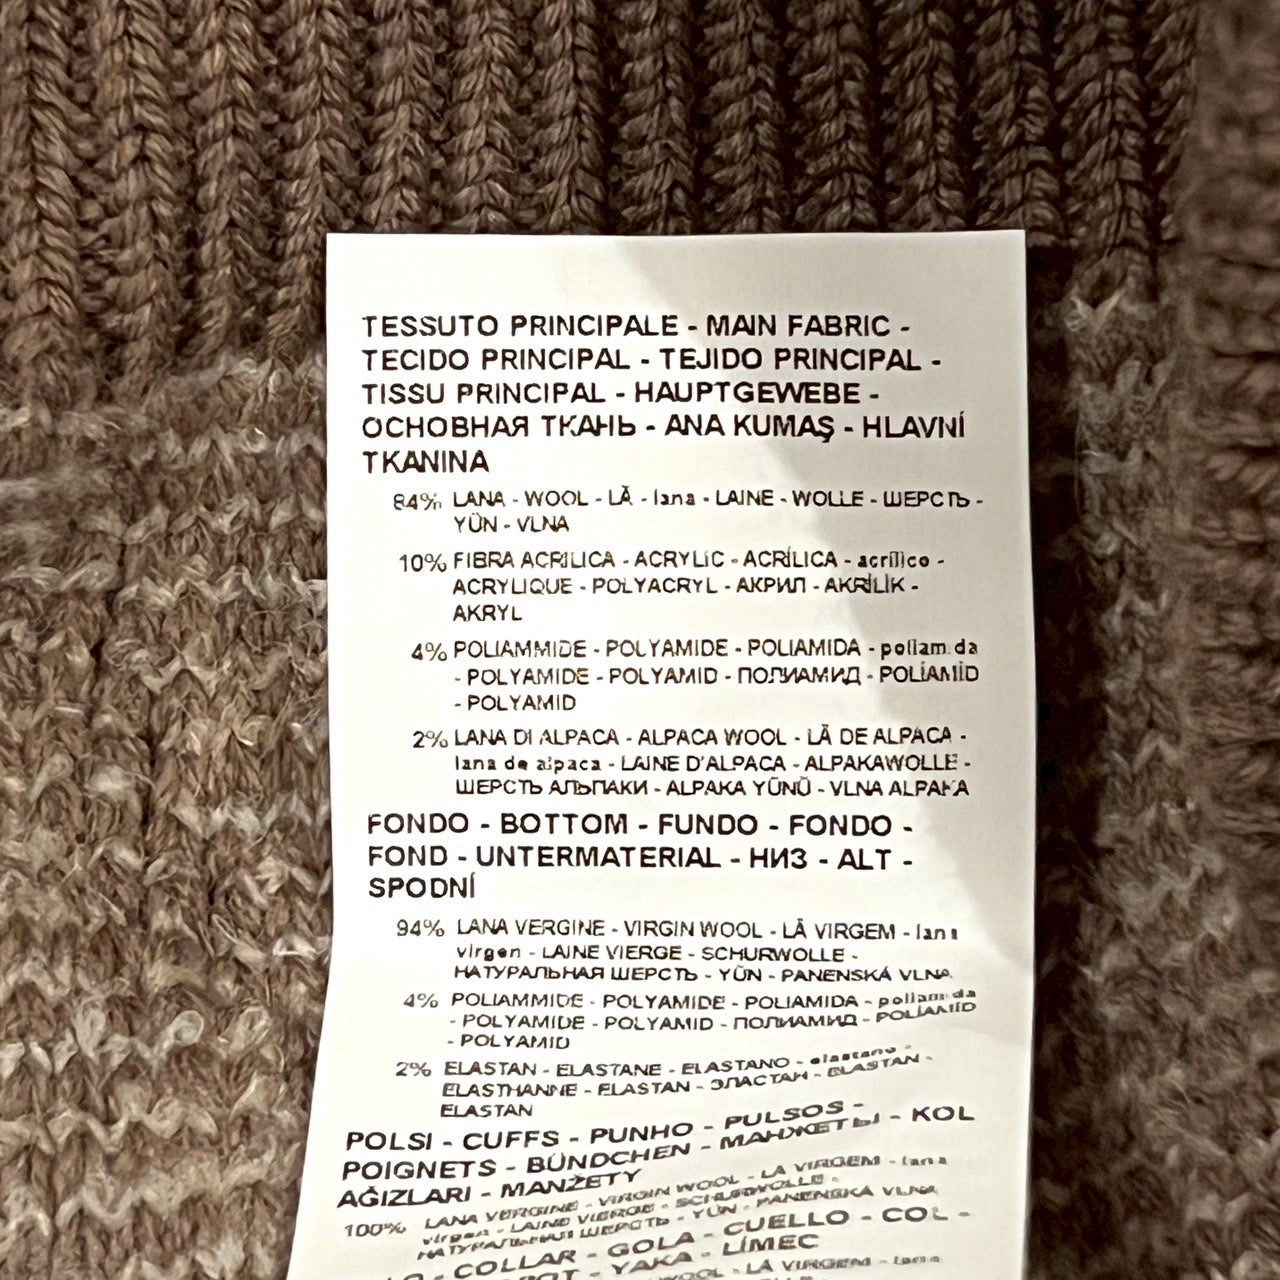 TESSUTO PRINCIPALE - MAIN FABRIC -
TECIDO PRINCIPAL - TEJIDO PRINCIPAL -
TISSU PRINCIPAL - HAUPTGEWEBE -
ОСНОВНАЯ ТКАНЬ - ANA KUMAŞ - HLAVNÍ
TKANINA
84% LANA - WOOL - LÃ - lana - LAINE - WOLLE - ШЕРСТЬ -
YÜN - VLNA
10% FIBRA ACRILICA - ACRYLIC - ACRÍLICA - acrílico -
ACRYLIQUE - POLYACRYL - АКРИЛ - AKRİLİK -
AKRYL
4% POLIAMMIDE - POLYAMIDE - POLIAMIDA - poliamida
- POLYAMIDE - POLYAMID - ПОЛИАМИД - POLİAMİD
- POLYAMID
2% LANA DI ALPACA - ALPACA WOOL - LÃ DE ALPACA -
lana de alpaca - LAINE D'ALPACA - ALPAKAWOLLE -
ШЕРСТЬ АЛЬПАКИ - ALPAKA YÜNÜ - VLNA ALPAKA
FONDO - BOTTOM - FUNDO - FONDO -
FOND - UNTERMATERIAL - НИЗ - ALT -
SPODNÍ
94% LANA VERGINE - VIRGIN WOOL - LÃ VIRGEM - lana
virgen - LAINE VIERGE - SCHURWOLLE -
НАТУРАЛЬНАЯ ШЕРСТЬ - YÜN - PANENSKÁ VLNA
4% POLIAMMIDE - POLYAMIDE - POLIAMIDA - poliamida
- POLYAMIDE - POLYAMID - ПОЛИАМИД - POLİAMİD
- POLYAMID
2% ELASTAN - ELASTANE - ELASTANO - elastano -
ELASTHANNE - ELASTAN - ЭЛАСТАН - ELASTAN -
ELASTAN
POLSI - CUFFS - PUNHO - PULSOS -
POIGNETS - BÜNDCHEN - МАНЖЕТЫ - KOL
AĞIZLARI - MANŽETY
100% LANA VERGINE - VIRGIN WOOL - LÃ VIRGEM - lana
virgen - LAINE VIERGE - SCHURWOLLE -
НАТУРАЛЬНАЯ ШЕРСТЬ - YÜN - PANENSKÁ VLNA
- COLLAR - GOLA - CUELLO - COL -
- YAKA - LÍMEC
WOOL - LÃ VIRGEM - lana